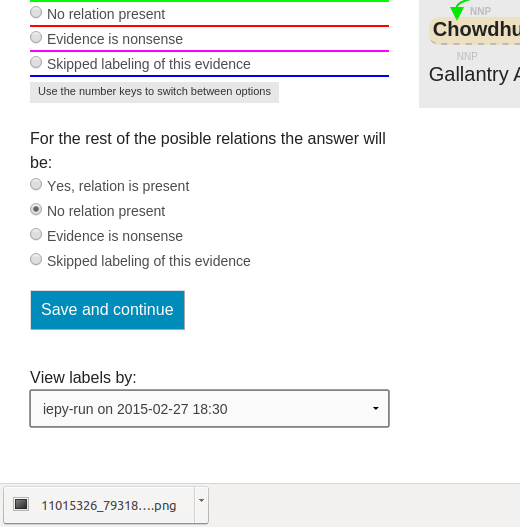 No relation present
Evidence is nonsense
Skipped labeling of this evidence
Use the number keys to switch between options
For the rest of the posible relations the answer will
be:
Yes, relation is present
No relation present
Evidence is nonsense
Skipped labeling of this evidence
Save and continue
View labels by:
iepy-run on 2015-02-27 18:30
NNP
Chowdhu
NNP
Gallantry A
11015326_79318....png